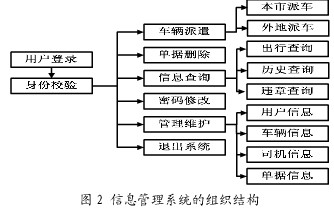 用户登录
身份校验
车辆派遣
单据删除
信息查询
密码修改
管理维护
退出系统
本市派车
外地派车
出行查询
历史查询
违章查询
用户信息
车辆信息
司机信息
单据信息
图 2 信息管理系统的组织结构